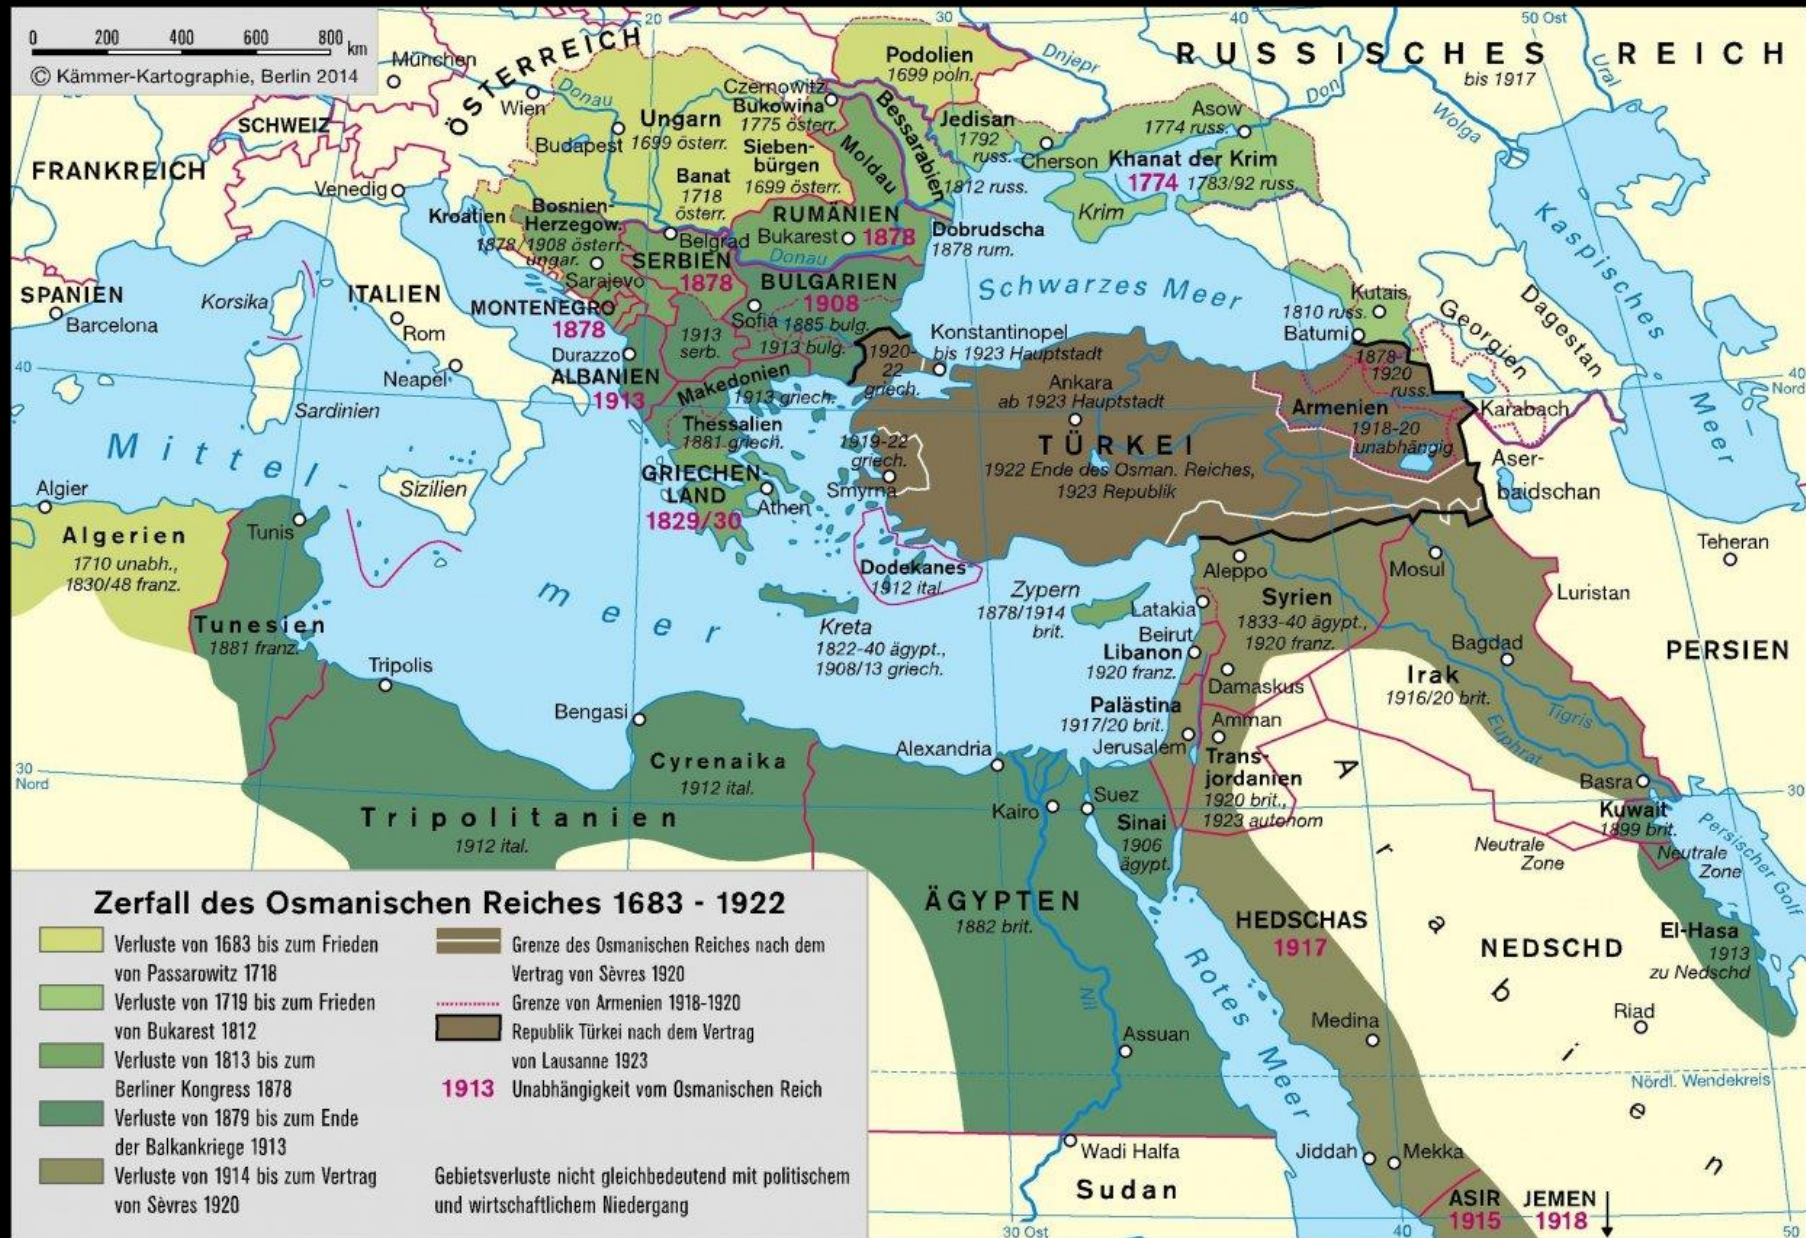 0 200 400 600 800 km
© Kämmer-Kartographie, Berlin 2014
20
30
40
50 Ost
ÖSTERREICH
München
Wien
Donau
Czernowitz
Bukowina
1775 österr.
Podolien
1699 poln.
Dnjepr
RUSSISCHES REICH
bis 1917
Don
Wolga
Ural
SCHWEIZ
FRANKREICH
Venedig
Budapest
Ungarn
1699 österr.
Sieben-
bürgen
1699 österr.
Banat
1718
österr.
Moldau
Bessarabien
1812 russ.
Jedisan
1792
russ.
Cherson
Asow
1774 russ.
Khanat der Krim
1774 1783/92 russ.
Krim
Kroatien
Bosnien-
Herzegow.
1878/1908 österr.-
ungar.
Sarajevo
Belgrad
SERBIEN
1878
RUMÄNIEN
Bukarest
1878
Donau
Dobrudscha
1878 rum.
BULGARIEN
1908
Sofia
1885 bulg.
1913 bulg.
Schwarzes Meer
Kaspisches
Meer
SPANIEN
Barcelona
Korsika
ITALIEN
Rom
Neapel
Sardinien
Sizilien
MONTENEGRO
1878
Durazzo
ALBANIEN
1913
1913
serb.
Makedonien
1913 griech.
Thessalien
1881 griech.
GRIECHEN-
LAND
1829/30
Athen
1920-
22
griech.
Konstantinopel
bis 1923 Hauptstadt
Ankara
ab 1923 Hauptstadt
TÜRKEI
1922 Ende des Osman. Reiches,
1923 Republik
1919-22
griech.
Smyrna
Kutais
1810 russ.
Batumi
1878-
1920
russ.
Georgien
Dagestan
Armenien
1918-20
unabhängig
Karabach
Aser-
baidschan
40
40
Nord
Mittel-
meer
Algier
Algerien
1710 unabh.,
1830/48 franz.
Tunis
Tunesien
1881 franz.
Tripolis
Bengasi
Cyrenaika
1912 ital.
Tripolitanien
1912 ital.
30
Nord
Dodekanes
1912 ital.
Kreta
1822-40 ägypt.,
1908/13 griech.
Zypern
1878/1914
brit.
Aleppo
Latakia
Syrien
1833-40 ägypt.,
1920 franz.
Beirut
Libanon
1920 franz.
Damaskus
Palästina
1917/20 brit.
Jerusalem
Amman
Trans-
jordanien
1920 brit.,
1923 autonom
Mosul
Bagdad
Irak
1916/20 brit.
Tigris
Euphrat
Basra
Luristan
Teheran
PERSIEN
30
Kuwait
1899 brit.
Neutrale
Zone
Neutrale
Zone
Persischer Golf
El-Hasa
1913
zu Nedschd
Alexandria
Kairo
Suez
Sinai
1906
ägypt.
ÄGYPTEN
1882 brit.
Nil
Assuan
Wadi Halfa
Sudan
Rotes Meer
HEDSCHAS
1917
Medina
Jiddah
Mekka
ASIR
1915
JEMEN
1918
Arabien
NEDSCHD
Riad
Nördl. Wendekreis
30 Ost
40
50
Zerfall des Osmanischen Reiches 1683 - 1922
Verluste von 1683 bis zum Frieden
von Passarowitz 1718
Verluste von 1719 bis zum Frieden
von Bukarest 1812
Verluste von 1813 bis zum
Berliner Kongress 1878
Verluste von 1879 bis zum Ende
der Balkankriege 1913
Verluste von 1914 bis zum Vertrag
von Sèvres 1920
Grenze des Osmanischen Reiches nach dem
Vertrag von Sèvres 1920
Grenze von Armenien 1918-1920
Republik Türkei nach dem Vertrag
von Lausanne 1923
1913 Unabhängigkeit vom Osmanischen Reich
Gebietsverluste nicht gleichbedeutend mit politischem
und wirtschaftlichem Niedergang